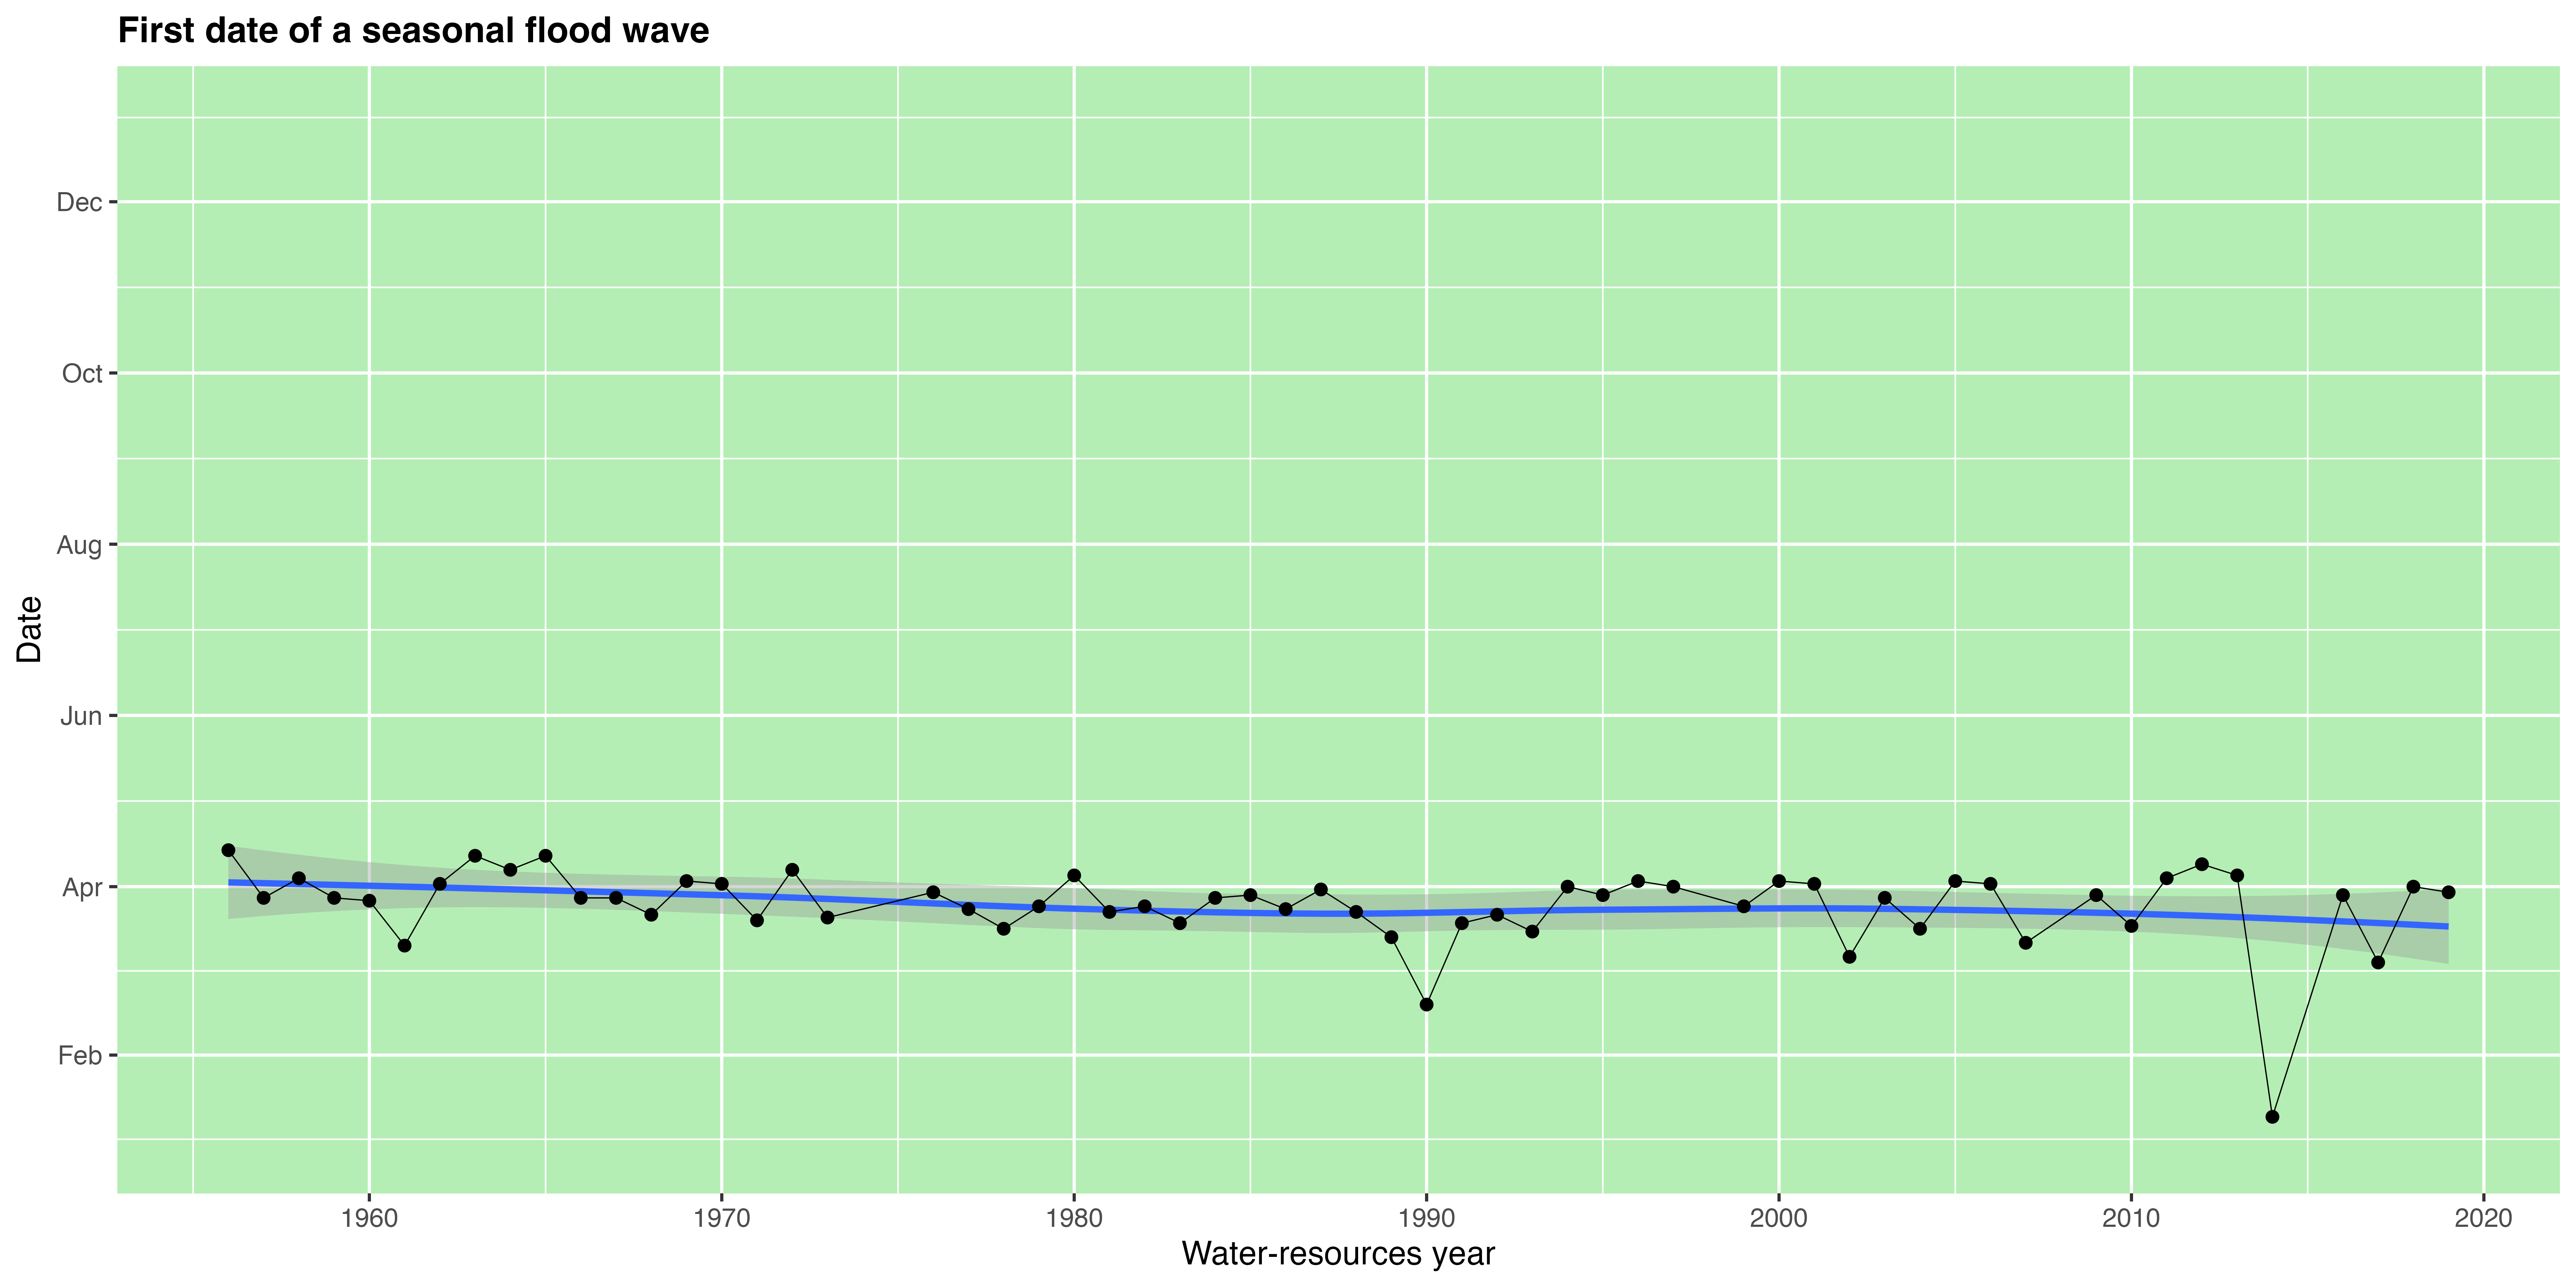 First date of a seasonal flood wave
Date
Dec
Oct
Aug
Jun
Apr
Feb
1960 1970 1980 1990 2000 2010 2020
Water-resources year